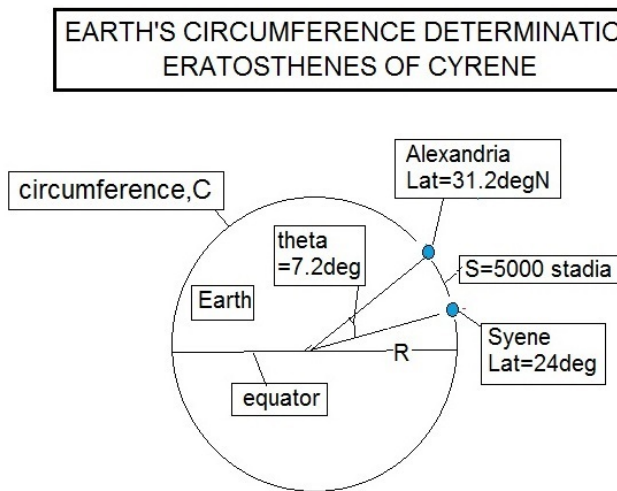 EARTH'S CIRCUMFERENCE DETERMINATIO
ERATOSTHENES OF CYRENE
Alexandria
Lat=31.2degN
circumference,C
theta
=7.2deg
S=5000 stadia
Earth
Syene
Lat=24deg
R
equator